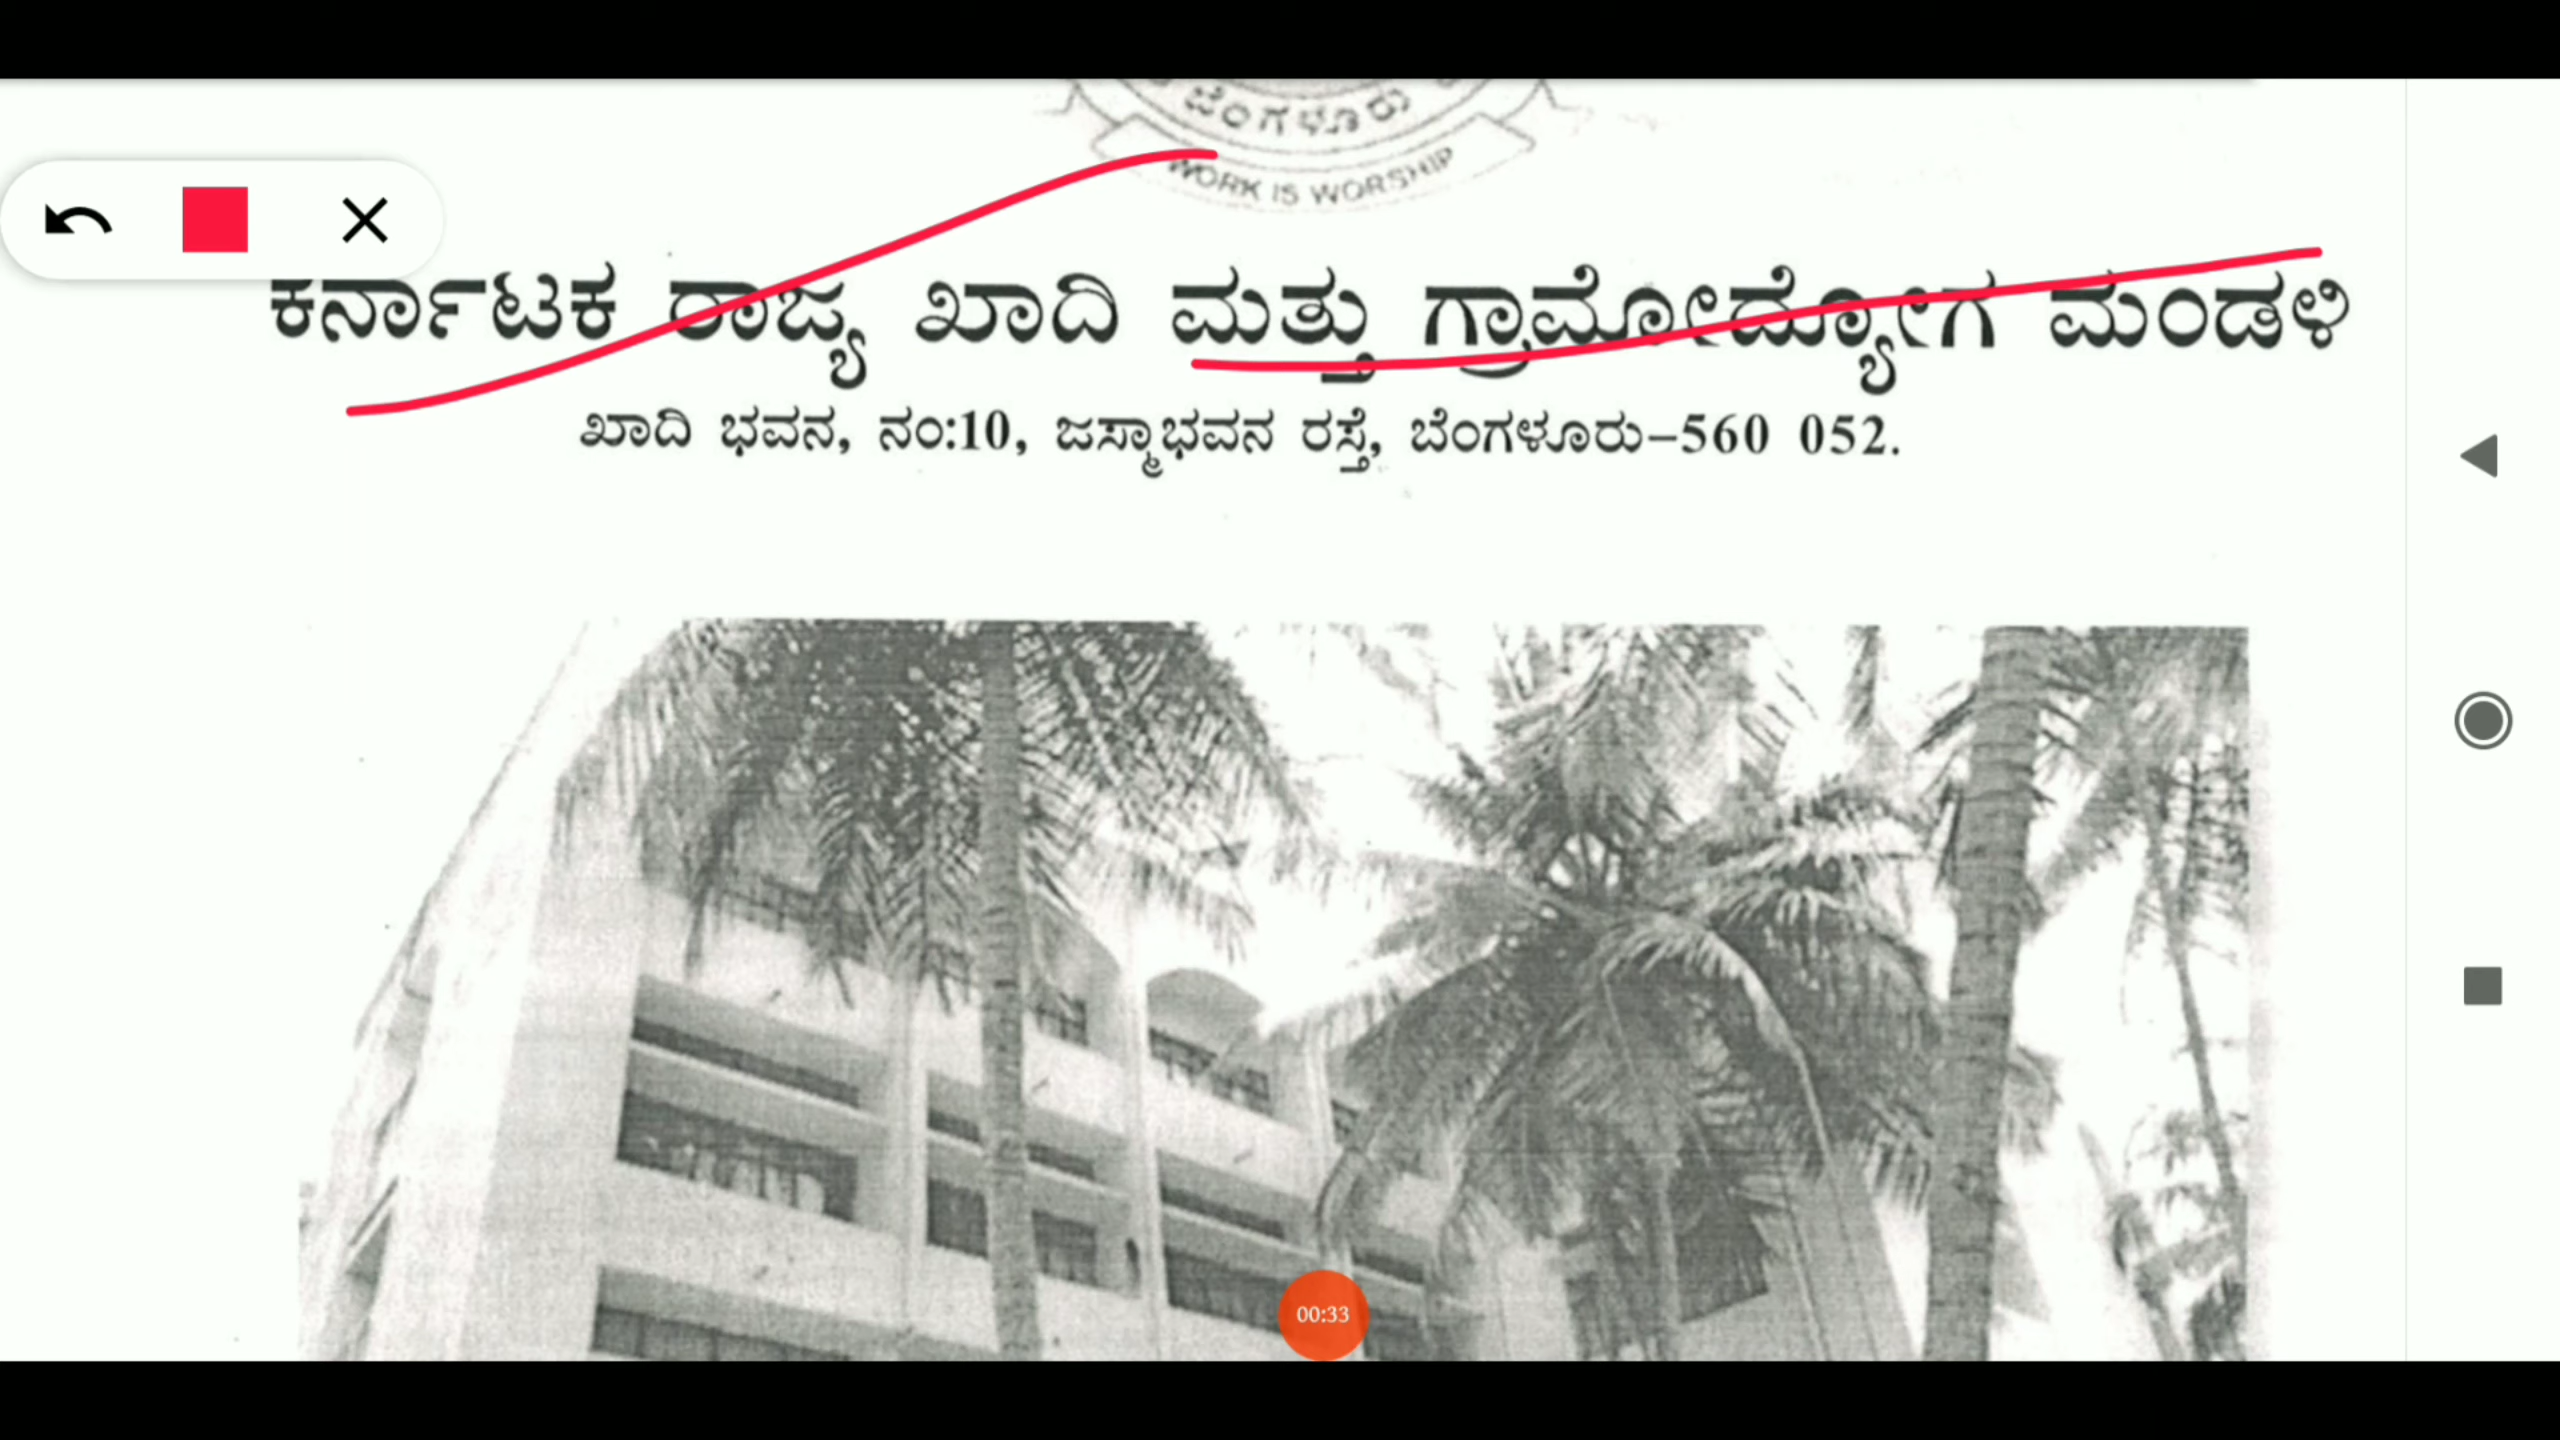 ಬೆಂಗಳೂರು
WORK IS WORSHIP
ಕರ್ನಾಟಕ ರಾಜ್ಯ ಖಾದಿ ಮತ್ತು ಗ್ರಾಮೋದ್ಯೋಗ ಮಂಡಳಿ
ಖಾದಿ ಭವನ, ನಂ:10, ಜಸ್ಮಾಭವನ ರಸ್ತೆ, ಬೆಂಗಳೂರು–560 052.
00:33